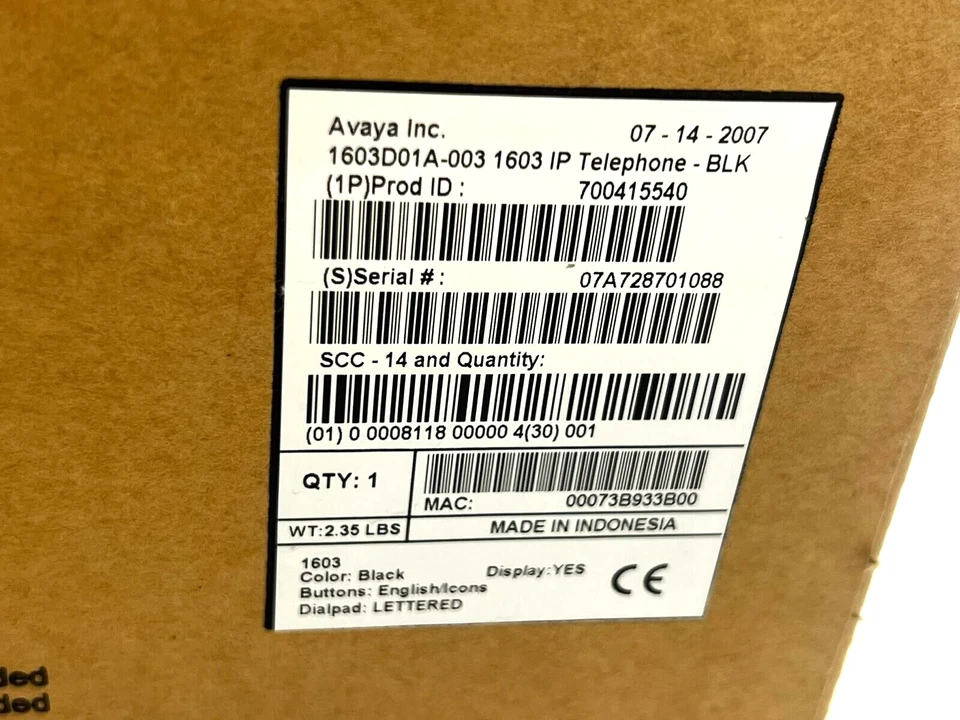 Avaya Inc. 07 - 14 - 2007
1603D01A-003 1603 IP Telephone - BLK
(1P)Prod ID : 700415540
(S)Serial # : 07A728701088
SCC - 14 and Quantity:
(01) 0 0008118 00000 4(30) 001
QTY: 1
MAC: 00073B933B00
WT:2.35 LBS MADE IN INDONESIA
1603
Color: Black Display:YES
Buttons: English/Icons
Dialpad: LETTERED
CE
ded
ded